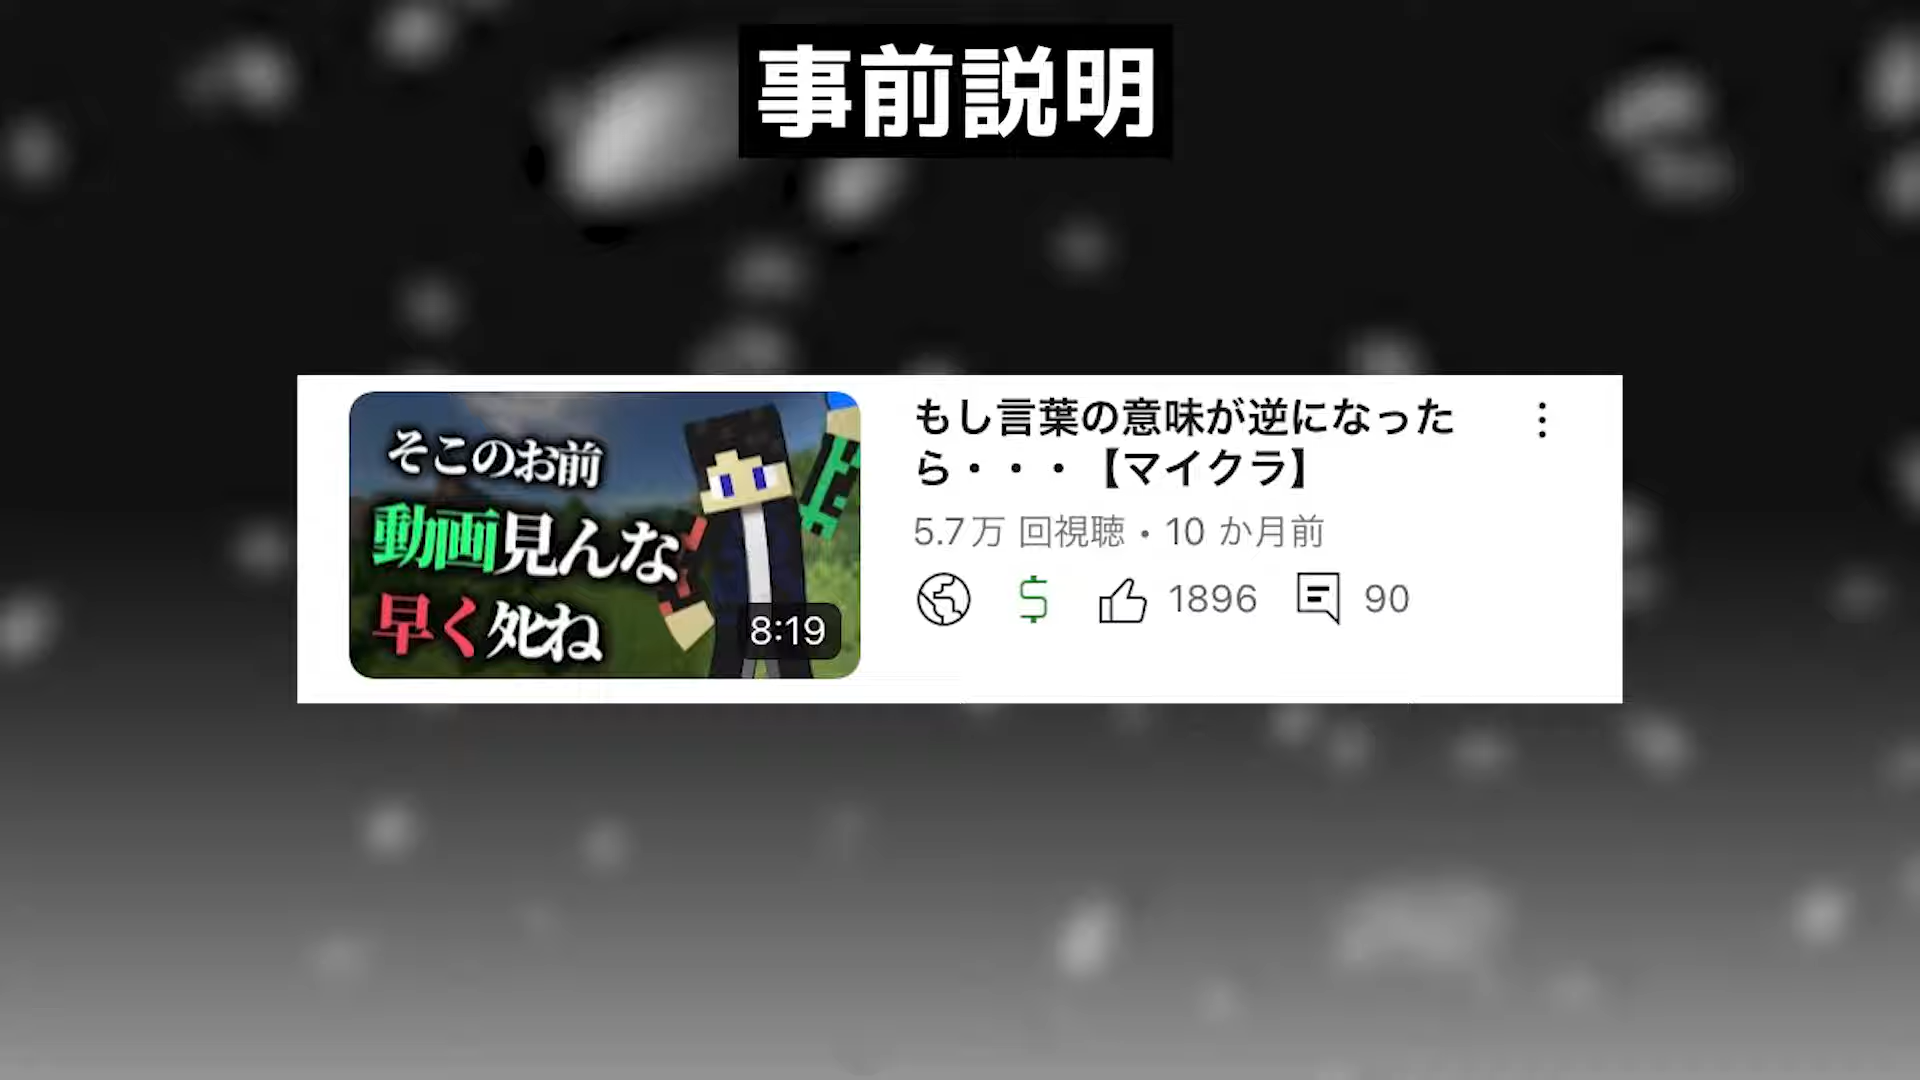 事前説明
そこのお前
動画見んな
早く死ね
8:19
もし言葉の意味が逆になった
ら・・・【マイクラ】
5.7万 回視聴・10 か月前
1896
90